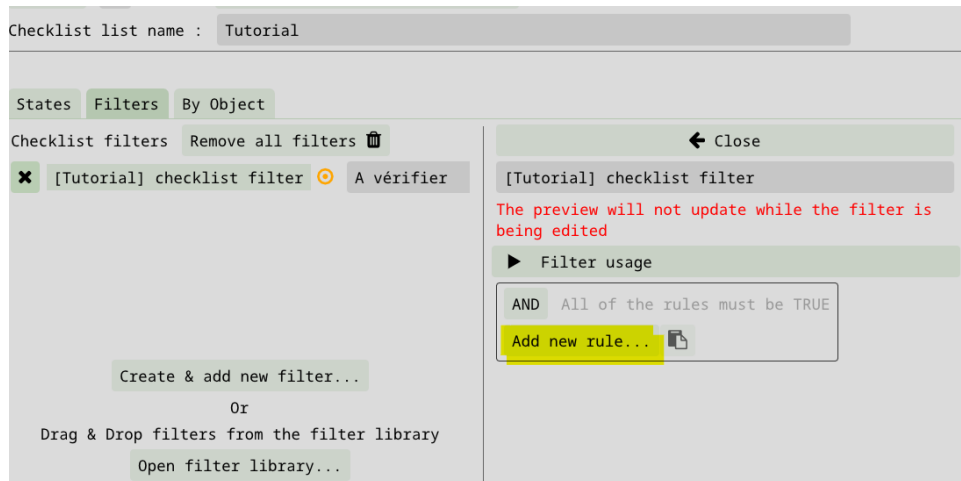 Checklist list name : Tutorial
States Filters By Object
Checklist filters Remove all filters
[Tutorial] checklist filter A vérifier
Create & add new filter...
Or
Drag & Drop filters from the filter library
Open filter library...
Close
[Tutorial] checklist filter
The preview will not update while the filter is
being edited
Filter usage
AND All of the rules must be TRUE
Add new rule...